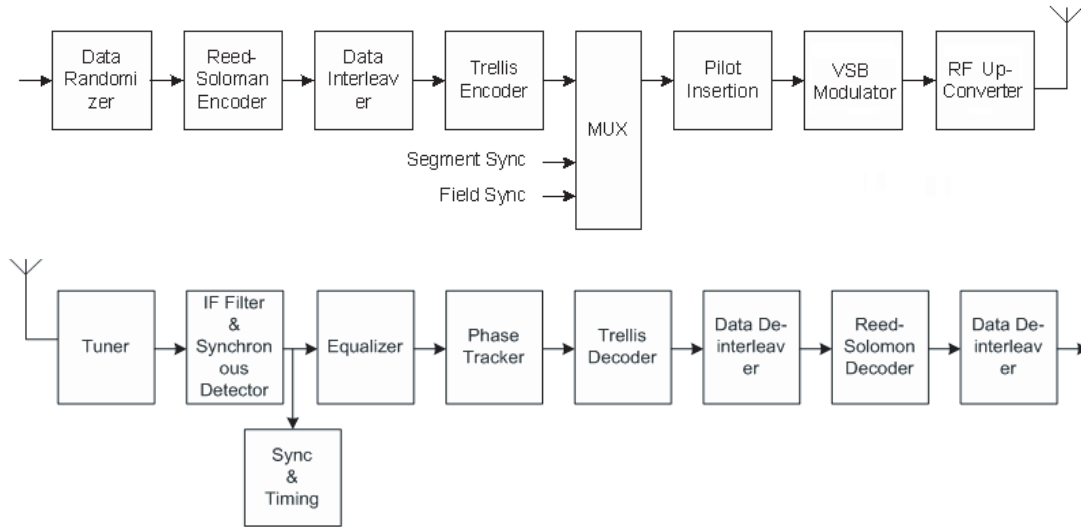 Data
Randomi
zer
Reed-
Soloman
Encoder
Data
Interleav
er
Trellis
Encoder
MUX
Segment Sync
Field Sync
Pilot
Insertion
VSB
Modulator
RF Up-
Converter
Tuner
IF Filter
&
Synchron
ous
Detector
Sync
&
Timing
Equalizer
Phase
Tracker
Trellis
Decoder
Data De-
interleav
er
Reed-
Solomon
Decoder
Data De-
interleav
er